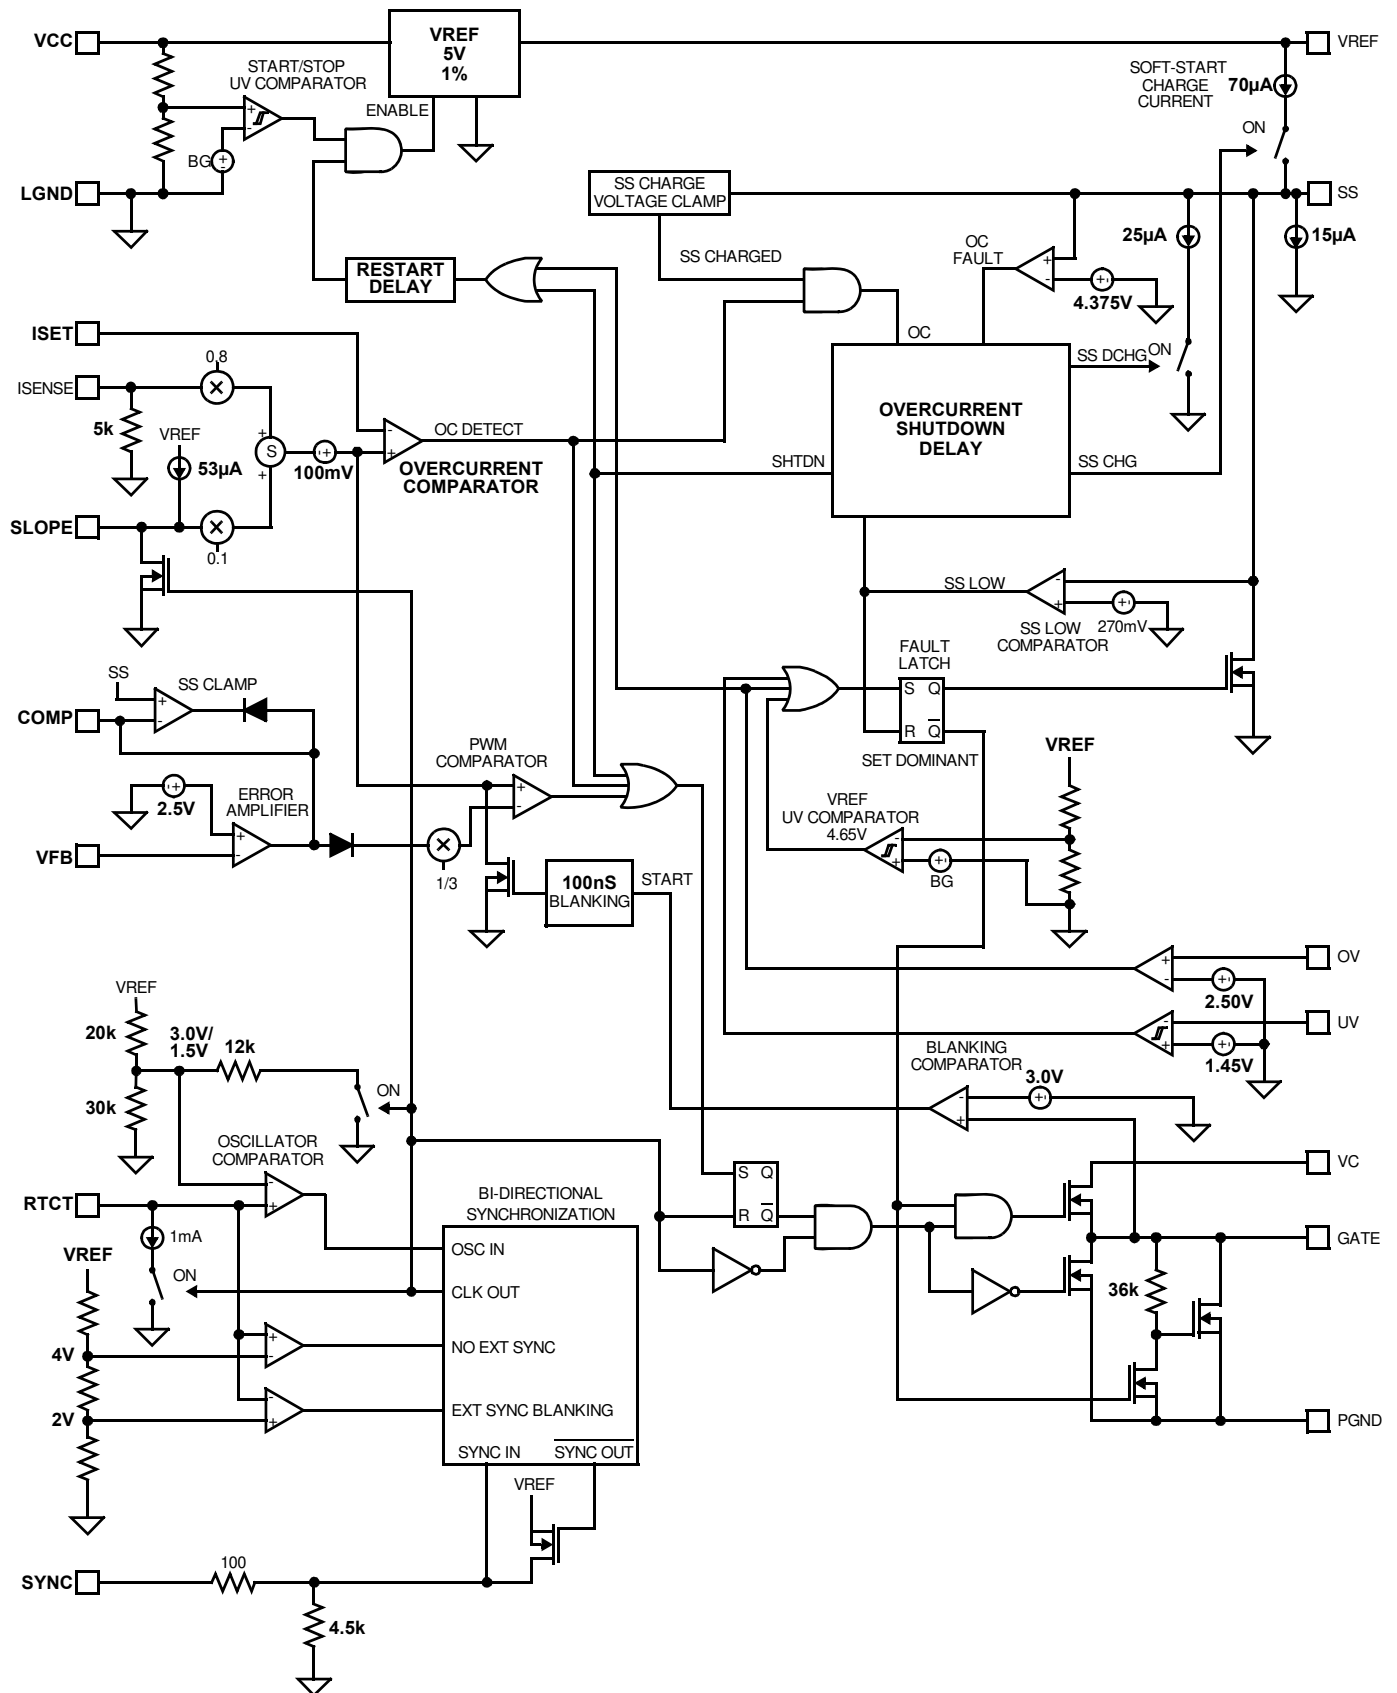 VCC
VREF
5V
1%
VREF
START/STOP
UV COMPARATOR
ENABLE
SOFT-START
CHARGE
CURRENT
70µA
ON
BG
+
-
LGND
SS CHARGE
VOLTAGE CLAMP
SS
25µA
15µA
OC
FAULT
+
-
4.375V
SS CHARGED
RESTART
DELAY
OC
ISET
SS DCHG
ON
0.8
ISENSE
5k
VREF
53µA
+
S
+
100mV
-
+
OC DETECT
OVERCURRENT
COMPARATOR
OVERCURRENT
SHUTDOWN
DELAY
SHTDN
SS CHG
SLOPE
0.1
SS LOW
-
+
SS LOW
COMPARATOR
270mV
FAULT
LATCH
S Q
R Q
SET DOMINANT
SS
SS CLAMP
+
-
COMP
PWM
COMPARATOR
+
-
VREF
2.5V
ERROR
AMPLIFIER
+
-
VFB
1/3
VREF
UV COMPARATOR
4.65V
-
+
BG
100nS
BLANKING
START
OV
+
-
2.50V
UV
-
+
1.45V
VREF
20k
3.0V/
1.5V
12k
30k
ON
BLANKING
COMPARATOR
3.0V
-
+
OSCILLATOR
COMPARATOR
-
+
S Q
R Q
VC
RTCT
BI-DIRECTIONAL
SYNCHRONIZATION
1mA
OSC IN
GATE
VREF
ON
CLK OUT
36k
4V
+
-
NO EXT SYNC
2V
-
+
EXT SYNC BLANKING
PGND
SYNC IN
SYNC OUT
VREF
SYNC
100
4.5k